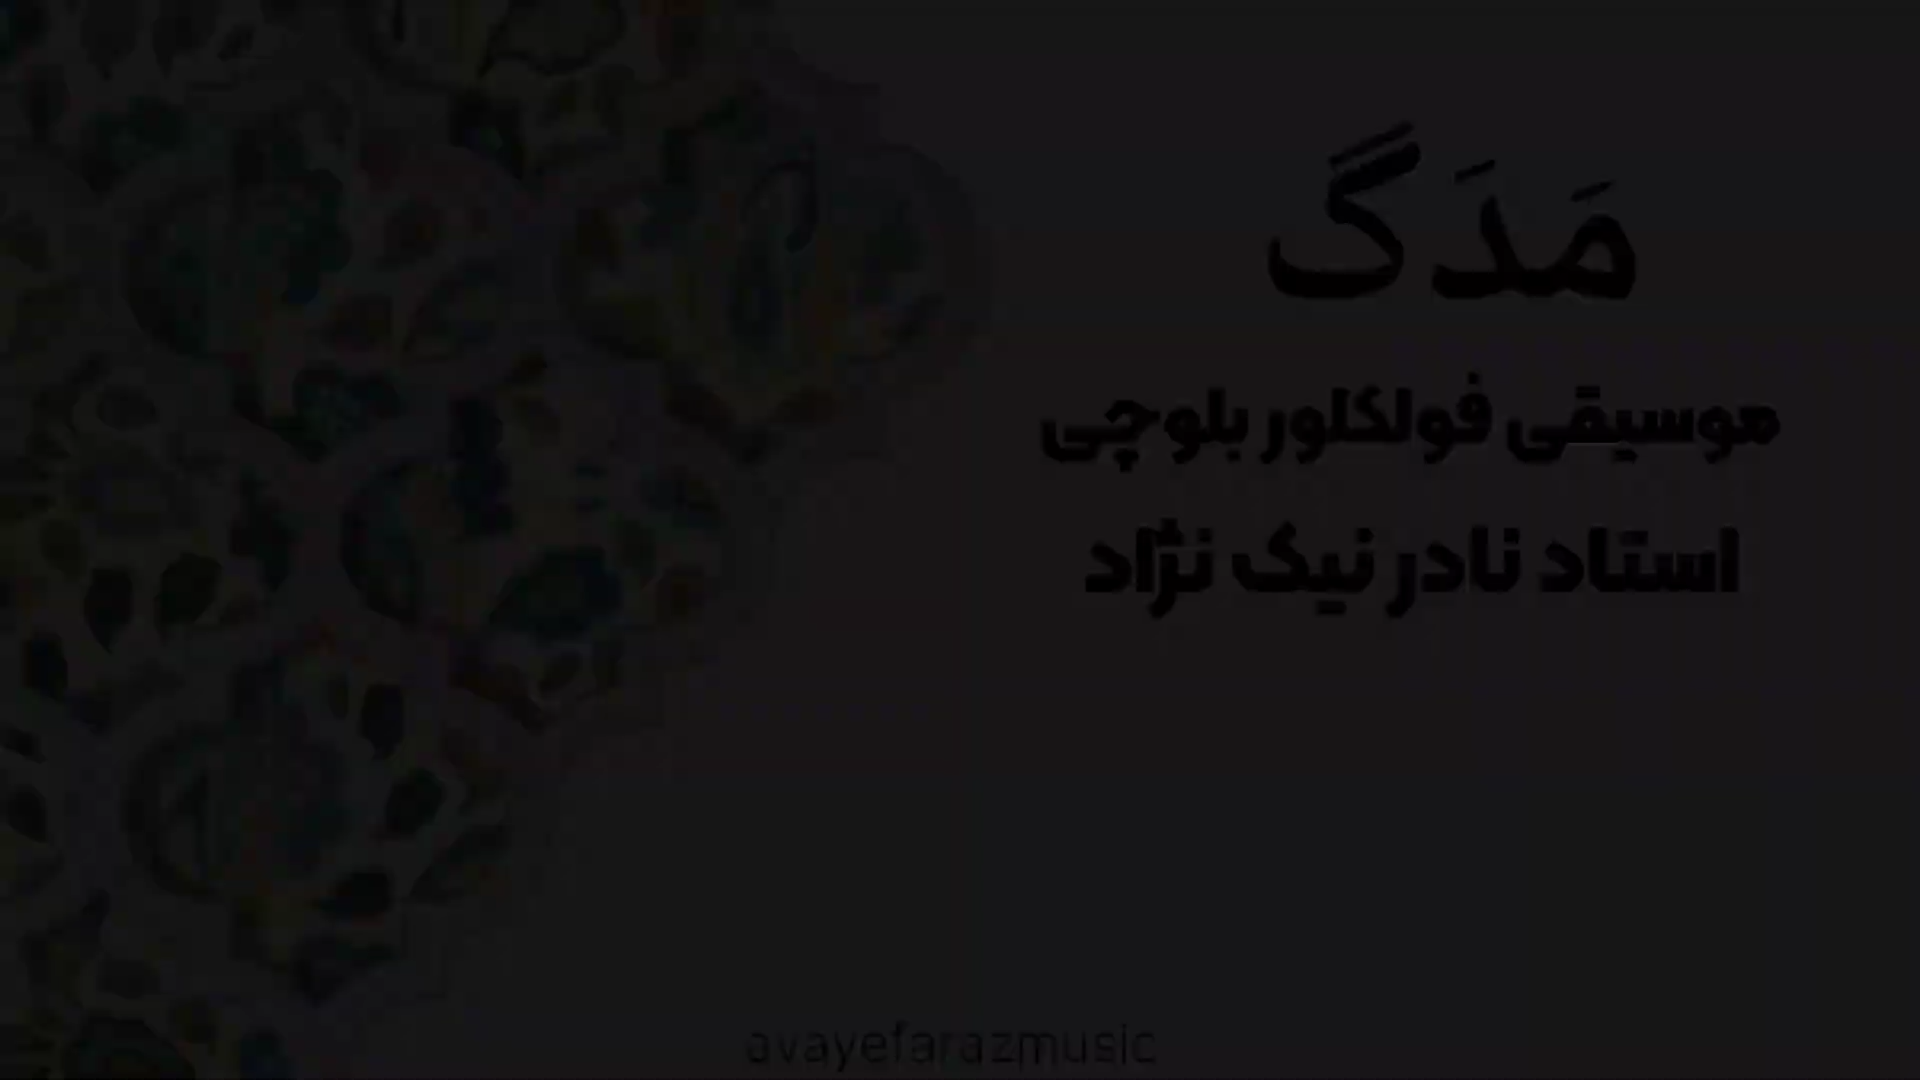 مَدَگ
موسیقی فولکلور بلوچی
استاد نادر نیک نژاد
avayefarazmusic